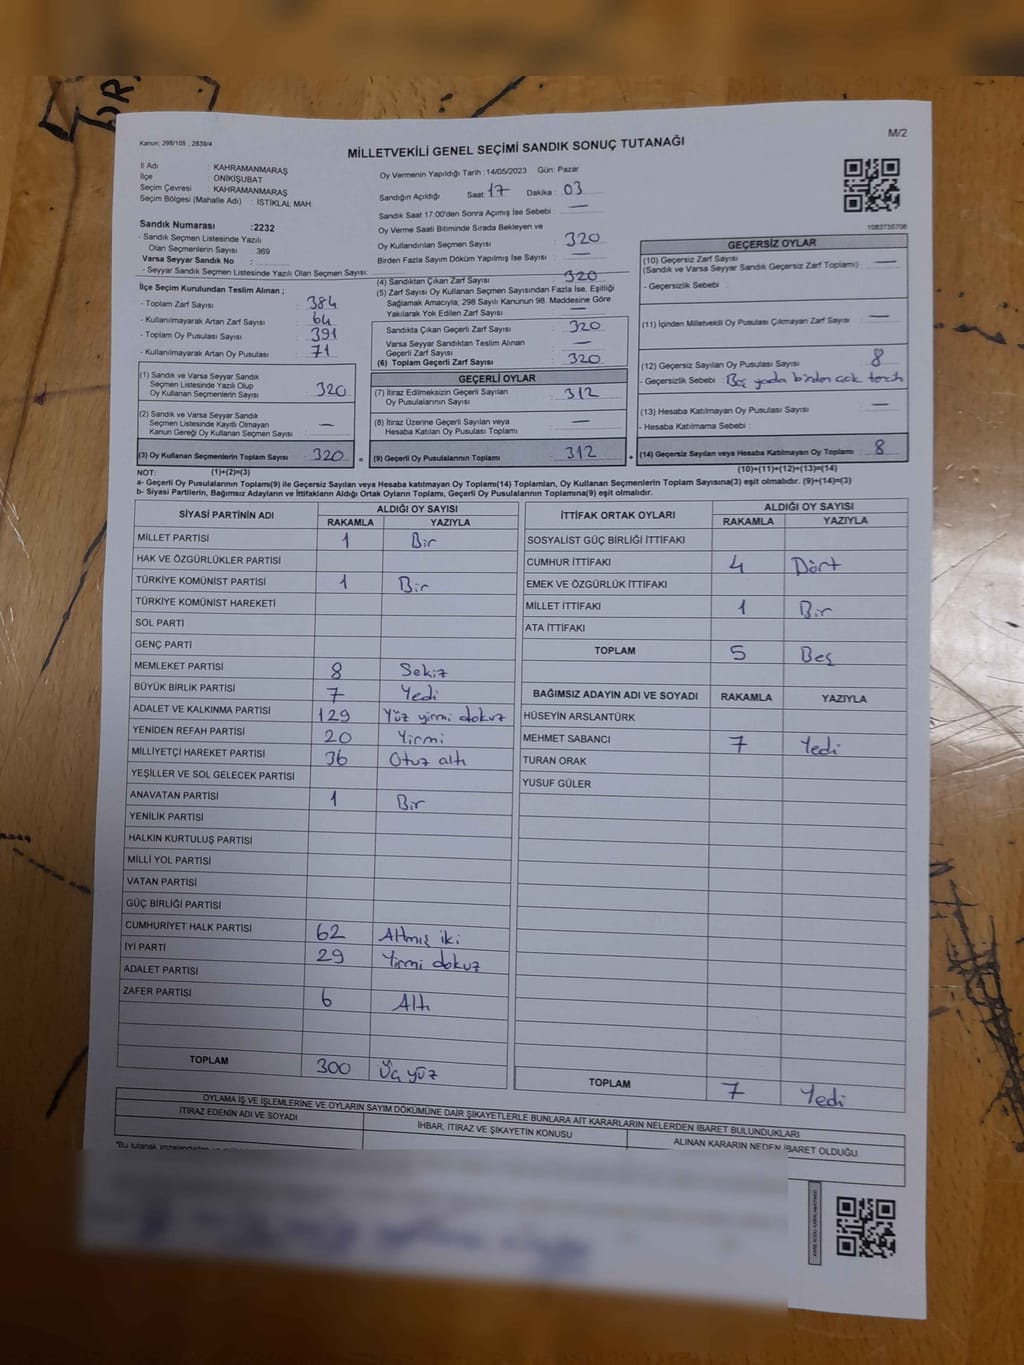 Kanun: 298/105 , 2839/4
M/2
MİLLETVEKİLİ GENEL SEÇİMİ SANDIK SONUÇ TUTANAĞI
İl Adı : KAHRAMANMARAŞ
İlçe : ONİKİŞUBAT
Seçim Çevresi : KAHRAMANMARAŞ
Seçim Bölgesi (Mahalle Adı) : İSTİKLAL MAH.
Sandık Numarası :2232
- Sandık Seçmen Listesinde Yazılı
Olan Seçmenlerin Sayısı : 369
Varsa Seyyar Sandık No :
- Seyyar Sandık Seçmen Listesinde Yazılı Olan Seçmen Sayısı:
Oy Vermenin Yapıldığı Tarih :14/05/2023 Gün: Pazar
Sandığın Açıldığı Saat: 17 Dakika : 03
Sandık Saat 17:00'den Sonra Açımış İse Sebebi : —
Oy Verme Saati Bitiminde Sırada Bekleyen ve
Oy Kullandırılan Seçmen Sayısı : 320
Birden Fazla Sayım Döküm Yapılmış İse Sayısı : —
(4) Sandıktan Çıkan Zarf Sayısı : 320
(5) Zarf Sayısı Oy Kullanan Seçmen Sayısından Fazla İse, Eşitliği
Sağlamak Amacıyla; 298 Sayılı Kanunun 98. Maddesine Göre
Yakılarak Yok Edilen Zarf Sayısı : —
İlçe Seçim Kurulundan Teslim Alınan ;
- Toplam Zarf Sayısı : 384
- Kullanılmayarak Artan Zarf Sayısı : 64
- Toplam Oy Pusulası Sayısı : 391
- Kullanılmayarak Artan Oy Pusulası : 71
Sandıkta Çıkan Geçerli Zarf Sayısı : 320
Varsa Seyyar Sandıktan Teslim Alınan
Geçerli Zarf Sayısı : —
(6) Toplam Geçerli Zarf Sayısı : 320
1083735706
GEÇERSİZ OYLAR
(10) Geçersiz Zarf Sayısı : —
(Sandık ve Varsa Seyyar Sandık Geçersiz Zarf Toplamı)
- Geçersizlik Sebebi :
(11) İçinden Milletvekili Oy Pusulası Çıkmayan Zarf Sayısı : —
(12) Geçersiz Sayılan Oy Pusulası Sayısı : 8
- Geçersizlik Sebebi : Boş yada birden çok tercih
(13) Hesaba Katılmayan Oy Pusulası Sayısı : —
- Hesaba Katılmama Sebebi :
(14) Geçersiz Sayılan veya Hesaba Katılmayan Oy Toplamı : 8
(1) Sandık ve Varsa Seyyar Sandık
Seçmen Listesinde Yazılı Olup
Oy Kullanan Seçmenlerin Sayısı : 320
(2) Sandık ve Varsa Seyyar Sandık
Seçmen Listesinde Kayıtlı Olmayan
Kanun Gereği Oy Kullanan Seçmen Sayısı : —
(3) Oy Kullanan Seçmenlerin Toplam Sayısı : 320 =
GEÇERLİ OYLAR
(7) İtiraz Edilmeksizin Geçerli Sayılan
Oy Pusulalarının Sayısı : 312
(8) İtiraz Üzerine Geçerli Sayılan veya
Hesaba Katılan Oy Pusulası Toplamı : —
(9) Geçerli Oy Pusulalarının Toplamı : 312 +
NOT: (1)+(2)=(3)
(10)+(11)+(12)+(13)=(14)
a- Geçerli Oy Pusulalarının Toplamı(9) ile Geçersiz Sayılan veya Hesaba Katılmayan Oy Toplamı(14) Toplamları, Oy Kullanan Seçmenlerin Toplam Sayısına(3) eşit olmalıdır. (9)+(14)=(3)
b- Siyasi Partilerin, Bağımsız Adayların ve İttifakların Aldığı Ortak Oyların Toplamı, Geçerli Oy Pusulalarının Toplamına(9) eşit olmalıdır.
SİYASİ PARTİNİN ADI ALDIĞI OY SAYISI
RAKAMLA YAZIYLA
MİLLET PARTİSİ 1 Bir
HAK VE ÖZGÜRLÜKLER PARTİSİ
TÜRKİYE KOMÜNİST PARTİSİ 1 Bir
TÜRKİYE KOMÜNİST HAREKETİ
SOL PARTİ
GENÇ PARTİ
MEMLEKET PARTİSİ 8 Sekiz
BÜYÜK BİRLİK PARTİSİ 7 Yedi
ADALET VE KALKINMA PARTİSİ 129 Yüz yirmi dokuz
YENİDEN REFAH PARTİSİ 20 Yirmi
MİLLİYETÇİ HAREKET PARTİSİ 36 Otuz altı
YEŞİLLER VE SOL GELECEK PARTİSİ
ANAVATAN PARTİSİ 1 Bir
YENİLİK PARTİSİ
HALKIN KURTULUŞ PARTİSİ
MİLLİ YOL PARTİSİ
VATAN PARTİSİ
GÜÇ BİRLİĞİ PARTİSİ
CUMHURİYET HALK PARTİSİ 62 Altmış iki
İYİ PARTİ 29 Yirmi dokuz
ADALET PARTİSİ
ZAFER PARTİSİ 6 Altı
TOPLAM 300 Üç yüz
İTTİFAK ORTAK OYLARI ALDIĞI OY SAYISI
RAKAMLA YAZIYLA
SOSYALİST GÜÇ BİRLİĞİ İTTİFAKI
CUMHUR İTTİFAKI 4 Dört
EMEK VE ÖZGÜRLÜK İTTİFAKI
MİLLET İTTİFAKI 1 Bir
ATA İTTİFAKI
TOPLAM 5 Beş
BAĞIMSIZ ADAYIN ADI VE SOYADI RAKAMLA YAZIYLA
HÜSEYİN ARSLANTÜRK
MEHMET SABANCI 7 Yedi
TURAN ORAK
YUSUF GÜLER
TOPLAM 7 Yedi
OYLAMA İŞ VE İŞLEMLERİNE VE OYLARIN SAYIM DÖKÜMÜNE DAİR ŞİKAYETLERLE BUNLARA AİT KARARLARIN NELERDEN İBARET BULUNDUKLARI
İTİRAZ EDENİN ADI VE SOYADI İHBAR, İTİRAZ VE ŞİKAYETİN KONUSU ALINAN KARARIN NEDEN İBARET OLDUĞU